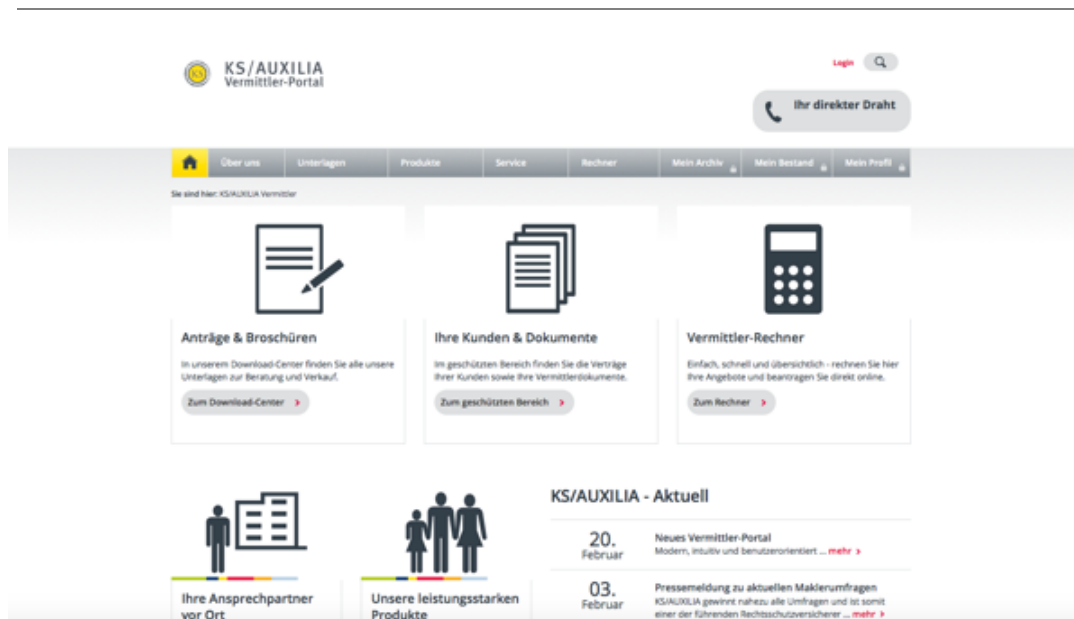 KS
KS/AUXILIA
Vermittler-Portal
Login
Ihr direkter Draht
Über uns
Unterlagen
Produkte
Service
Rechner
Mein Archiv
Mein Bestand
Mein Profil
Sie sind hier: KS/AUXILIA Vermittler
Anträge & Broschüren
In unserem Download-Center finden Sie alle unsere
Unterlagen zur Beratung und Verkauf.
Zum Download-Center >
Ihre Kunden & Dokumente
Im geschützten Bereich finden Sie die Verträge
Ihrer Kunden sowie Ihre Vermittlerdokumente.
Zum geschützten Bereich >
Vermittler-Rechner
Einfach, schnell und übersichtlich - rechnen Sie hier
Ihre Angebote und beantragen Sie direkt online.
Zum Rechner >
Ihre Ansprechpartner
vor Ort
Unsere leistungsstarken
Produkte
KS/AUXILIA - Aktuell
20.
Februar
Neues Vermittler-Portal
Modern, intuitiv und benutzerorientiert ... mehr >
03.
Februar
Pressemeldung zu aktuellen Maklerumfragen
KS/AUXILIA gewinnt nahezu alle Umfragen und ist somit
einer der führenden Rechtsschutzversicherer ... mehr >